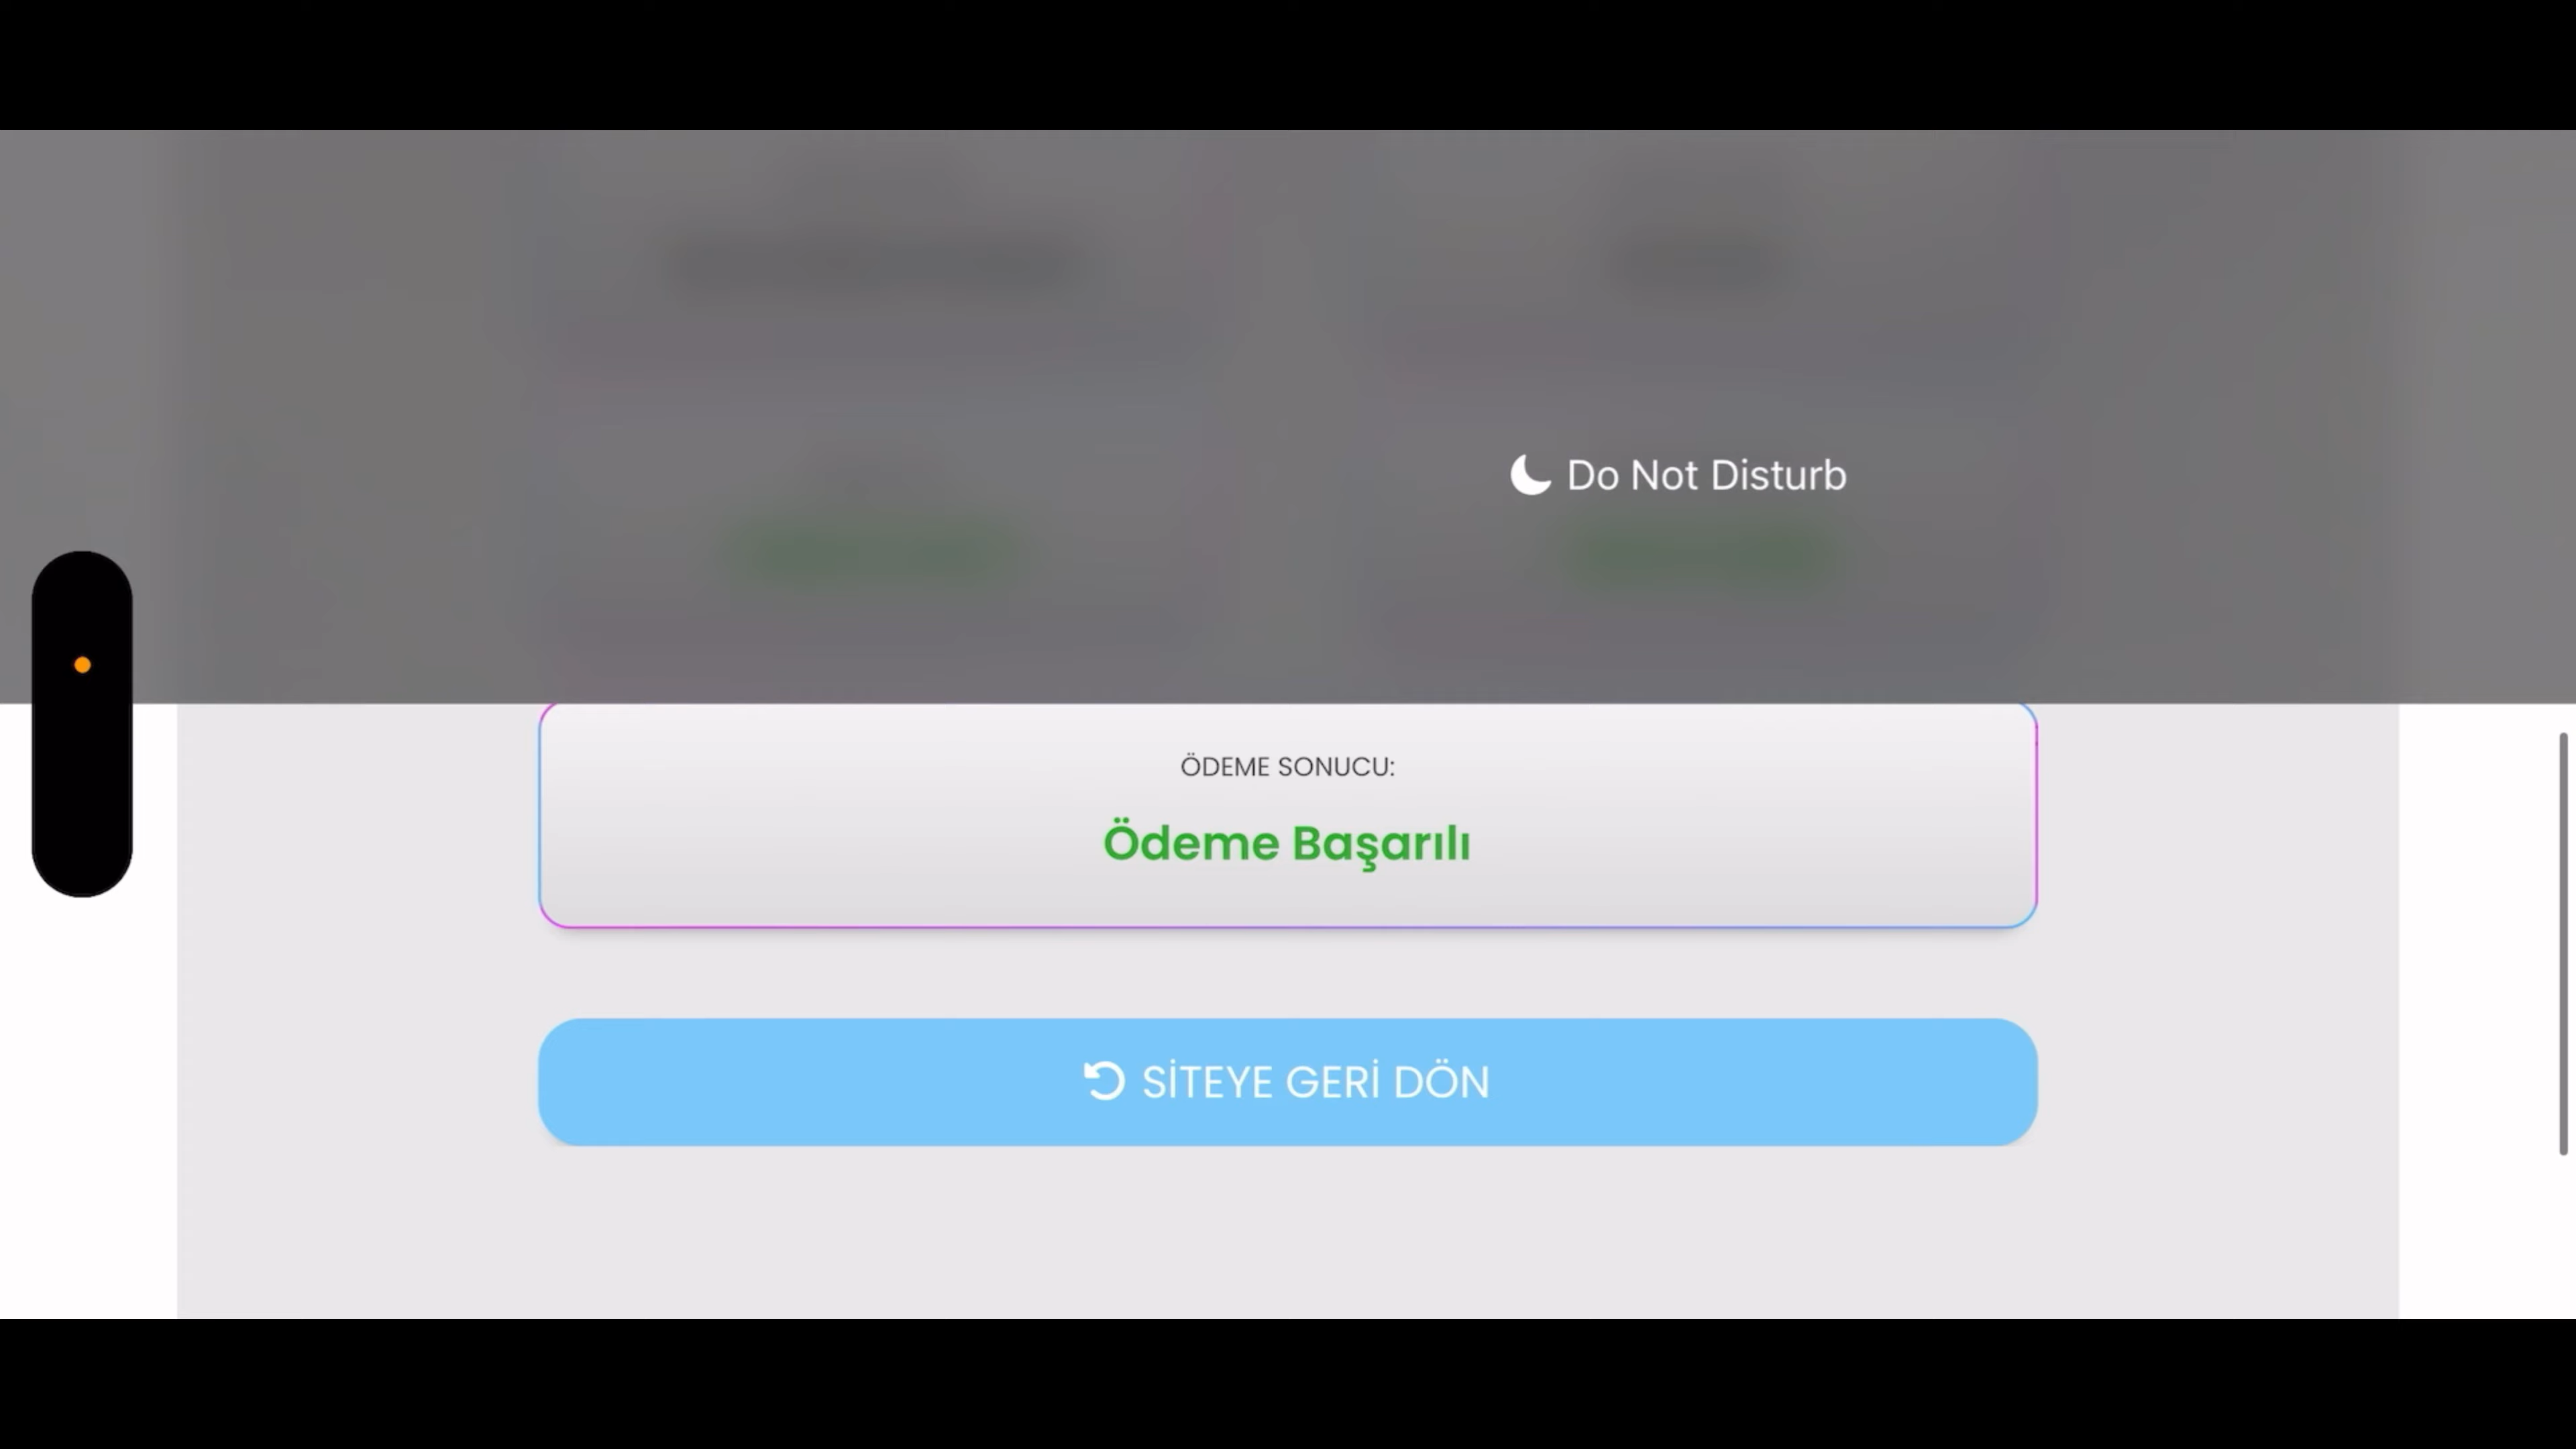 Do Not Disturb
ÖDEME SONUCU:
Ödeme Başarılı
SİTEYE GERİ DÖN